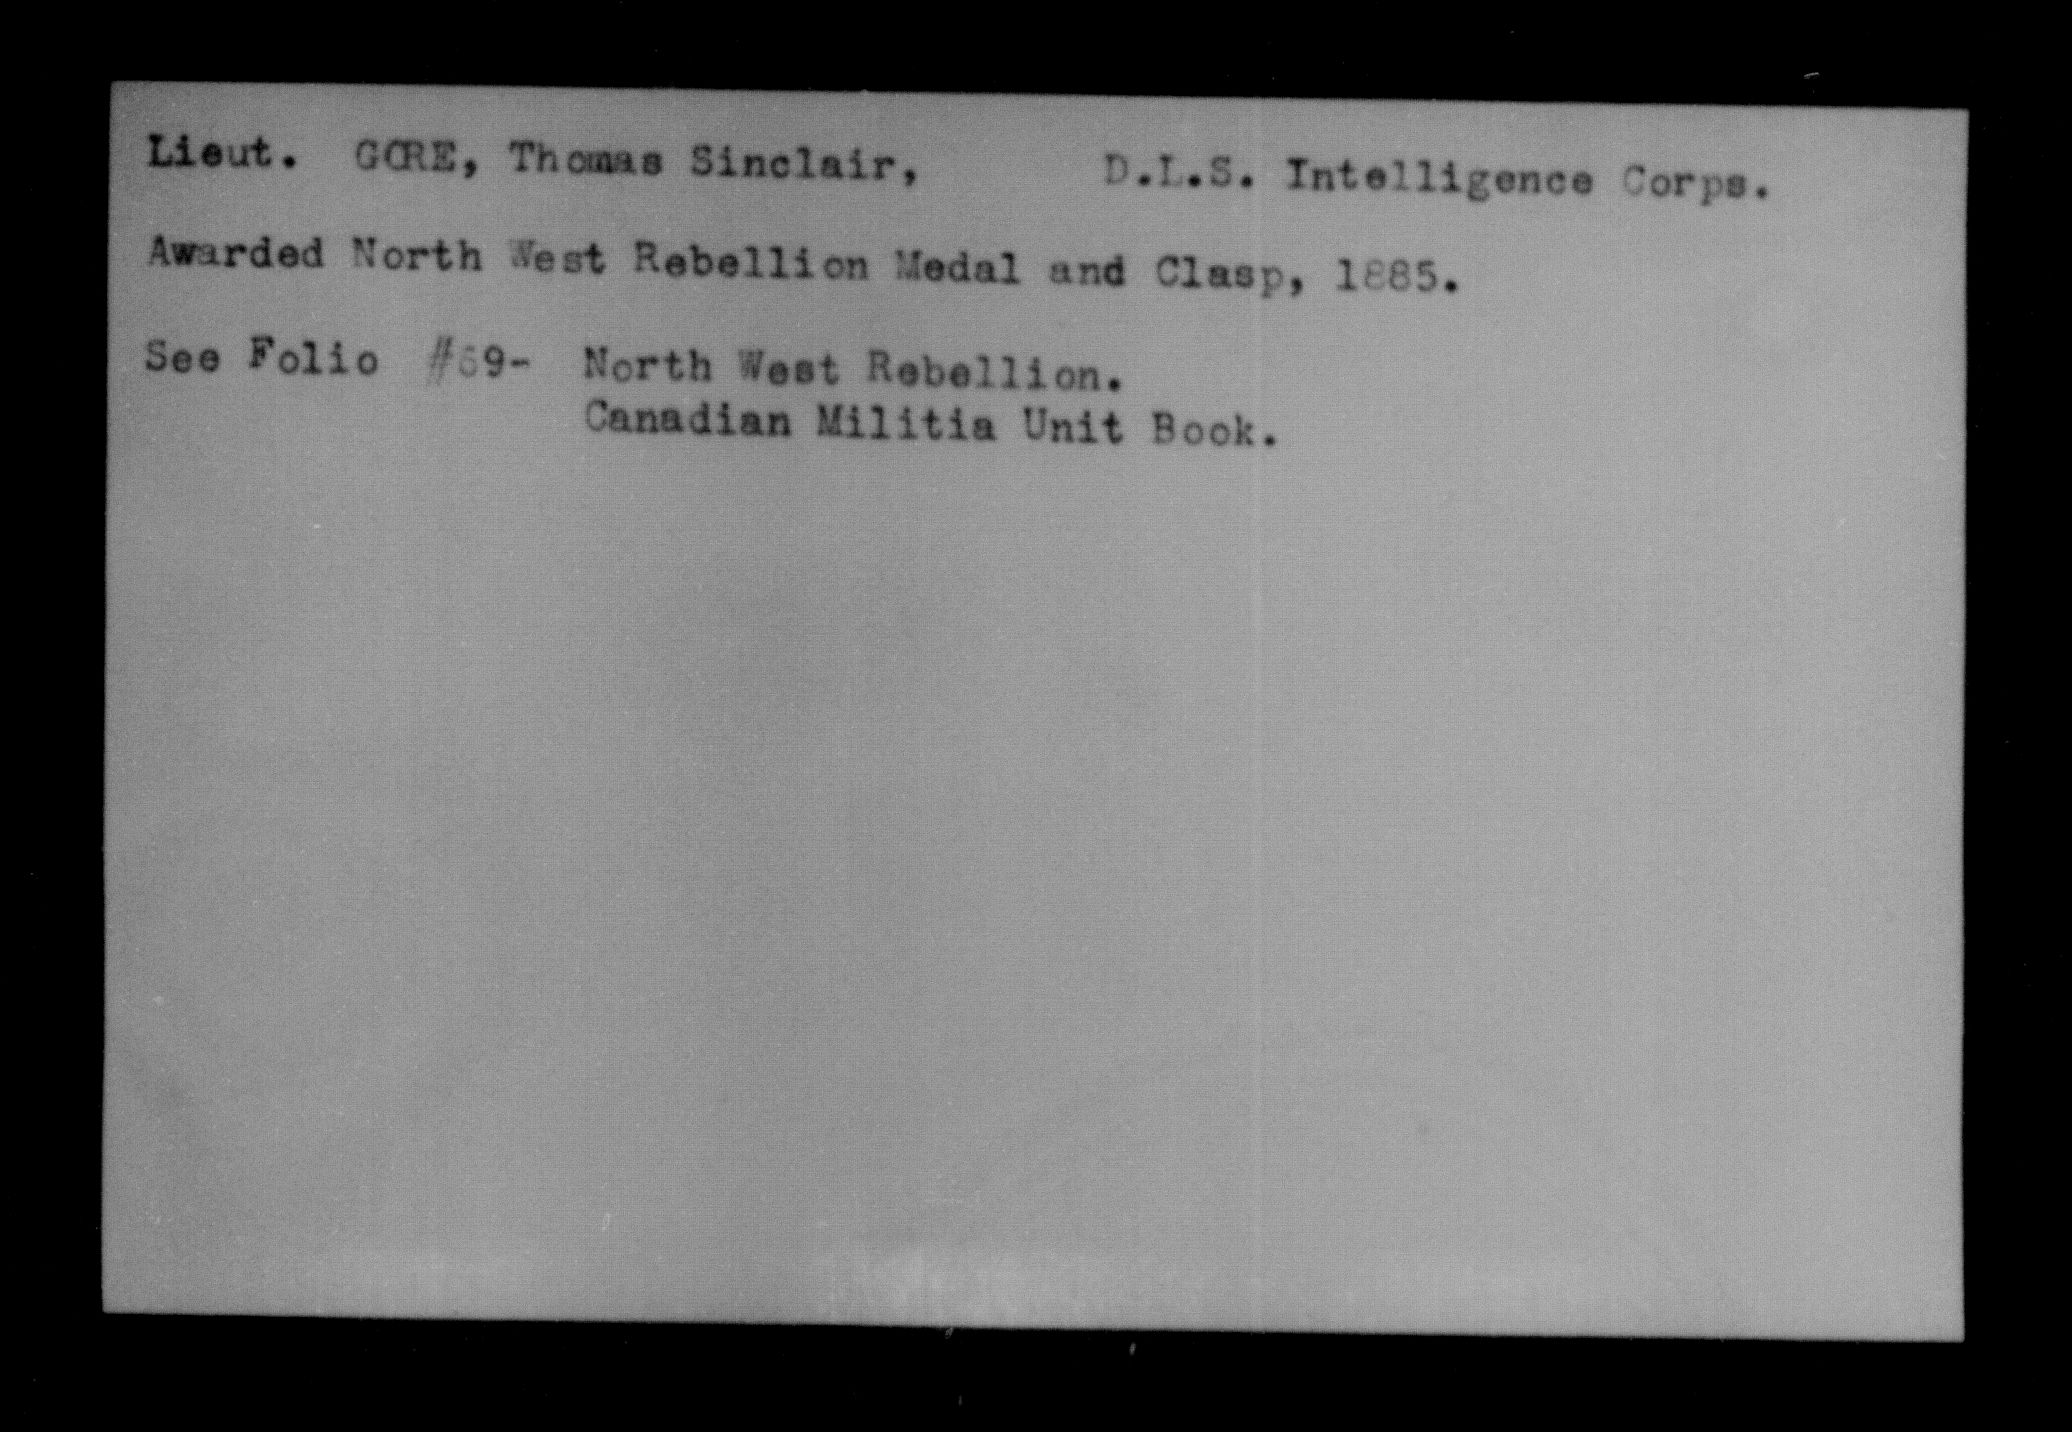 Lieut. GORE, Thomas Sinclair, D.L.S. Intelligence Corps.
Awarded North West Rebellion Medal and Clasp, 1885.
See Folio #69- North West Rebellion.
Canadian Militia Unit Book.